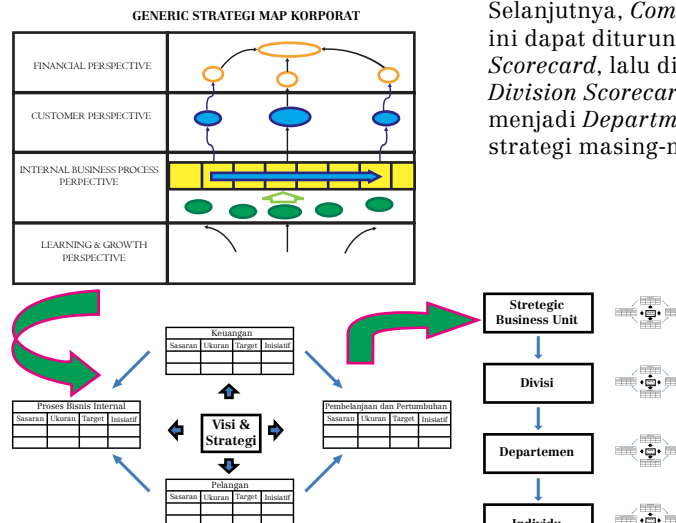 GENERIC STRATEGI MAP KORPORAT
FINANCIAL PERSPECTIVE
CUSTOMER PERSPECTIVE
INTERNAL BUSINESS PROCESS
PERPECTIVE
LEARNING & GROWTH
PERSPECTIVE
Selanjutnya, Com
ini dapat diturun
Scorecard, lalu di
Division Scorecar
menjadi Departm
strategi masing-m
Keuangan
Sasaran Ukuran Target Inisiatif
Proses Bisnis Internal
Sasaran Ukuran Target Inisiatif
Visi &
Strategi
Pembelanjaan dan Pertumbuhan
Sasaran Ukuran Target Inisiatif
Pelangan
Sasaran Ukuran Target Inisiatif
Stretegic
Business Unit
Divisi
Departemen
Individu